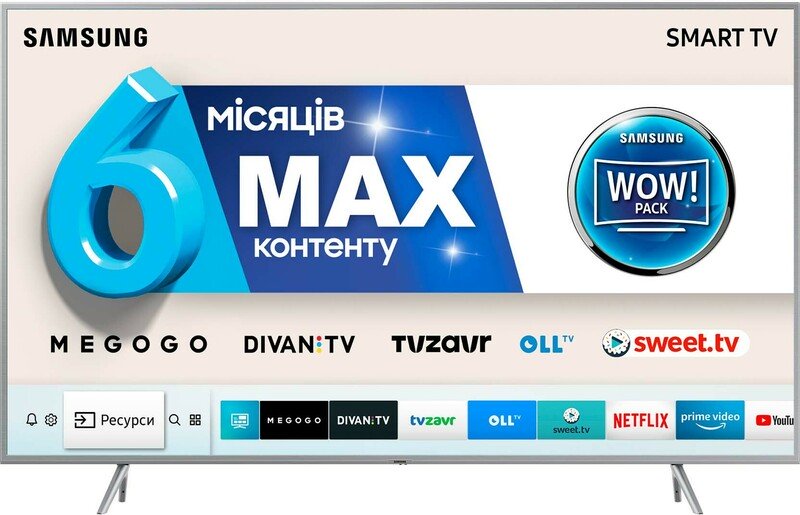 SAMSUNG
SMART TV
6
місяців
MAX
контенту
SAMSUNG
WOW!
PACK
MEGOGO
DIVAN:TV
TVZAVR
OLL TV
sweet.tv
Ресурси
MEGOGO
DIVAN:TV
tvzavr
OLL TV
sweet.tv
NETFLIX
prime video
YouTu
SAMSUNG